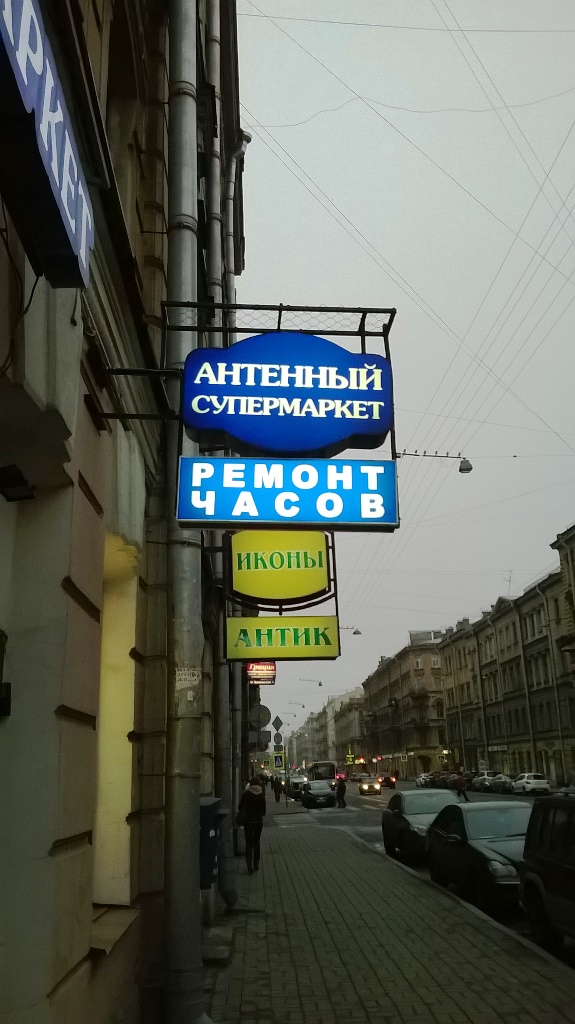 РКЕТ
АНТЕННЫЙ
СУПЕРМАРКЕТ
РЕМОНТ
ЧАСОВ
ИКОНЫ
АНТИК